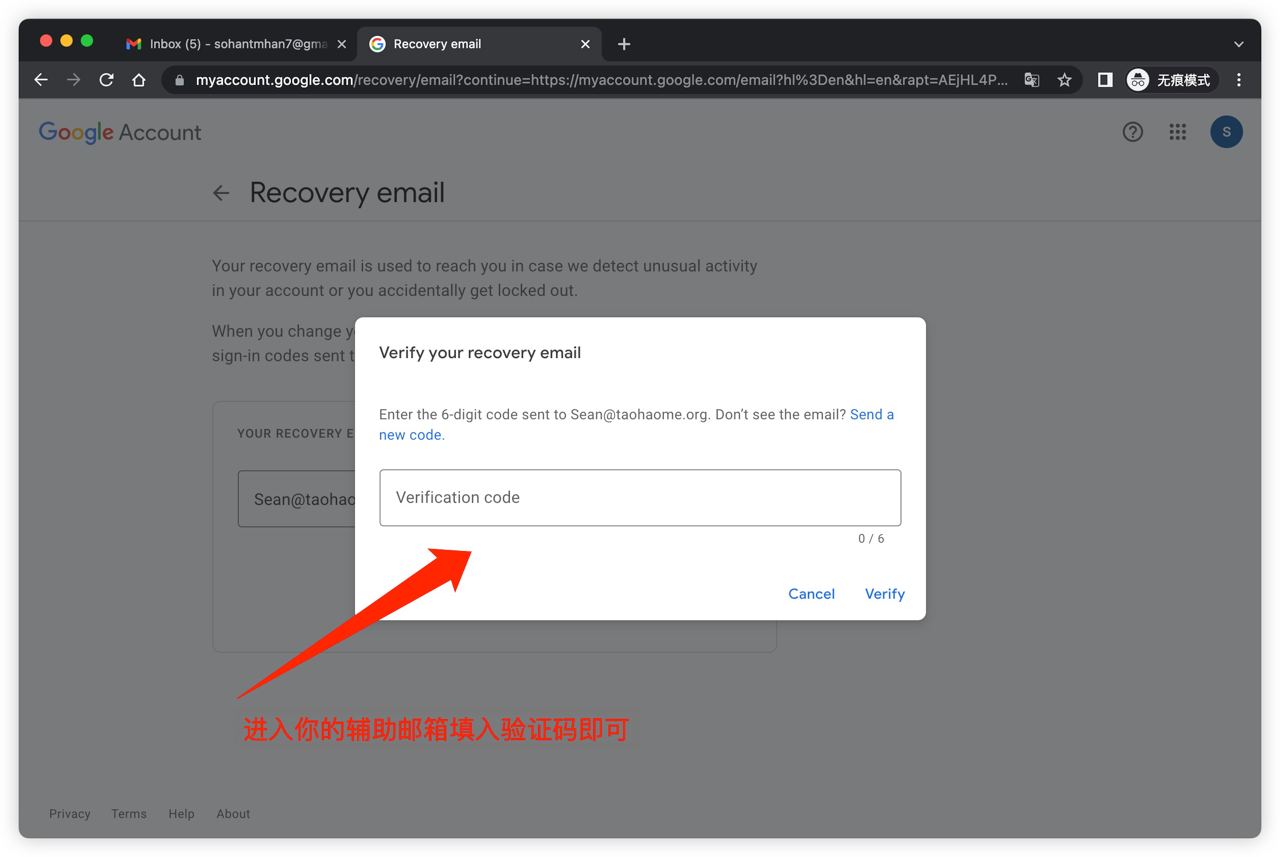 Inbox (5) - sohantmhan7@gma
Recovery email
myaccount.google.com/recovery/email?continue=https://myaccount.google.com/email?hl%3Den&hl=en&rapt=AEjHL4P...
无痕模式
Google Account
S
Recovery email
Your recovery email is used to reach you in case we detect unusual activity
in your account or you accidentally get locked out.
When you change y
sign-in codes sent t
YOUR RECOVERY E
Sean@taohao
Verify your recovery email
Enter the 6-digit code sent to Sean@taohaome.org. Don’t see the email? Send a
new code.
Verification code
0 / 6
Cancel
Verify
进入你的辅助邮箱填入验证码即可
Privacy
Terms
Help
About